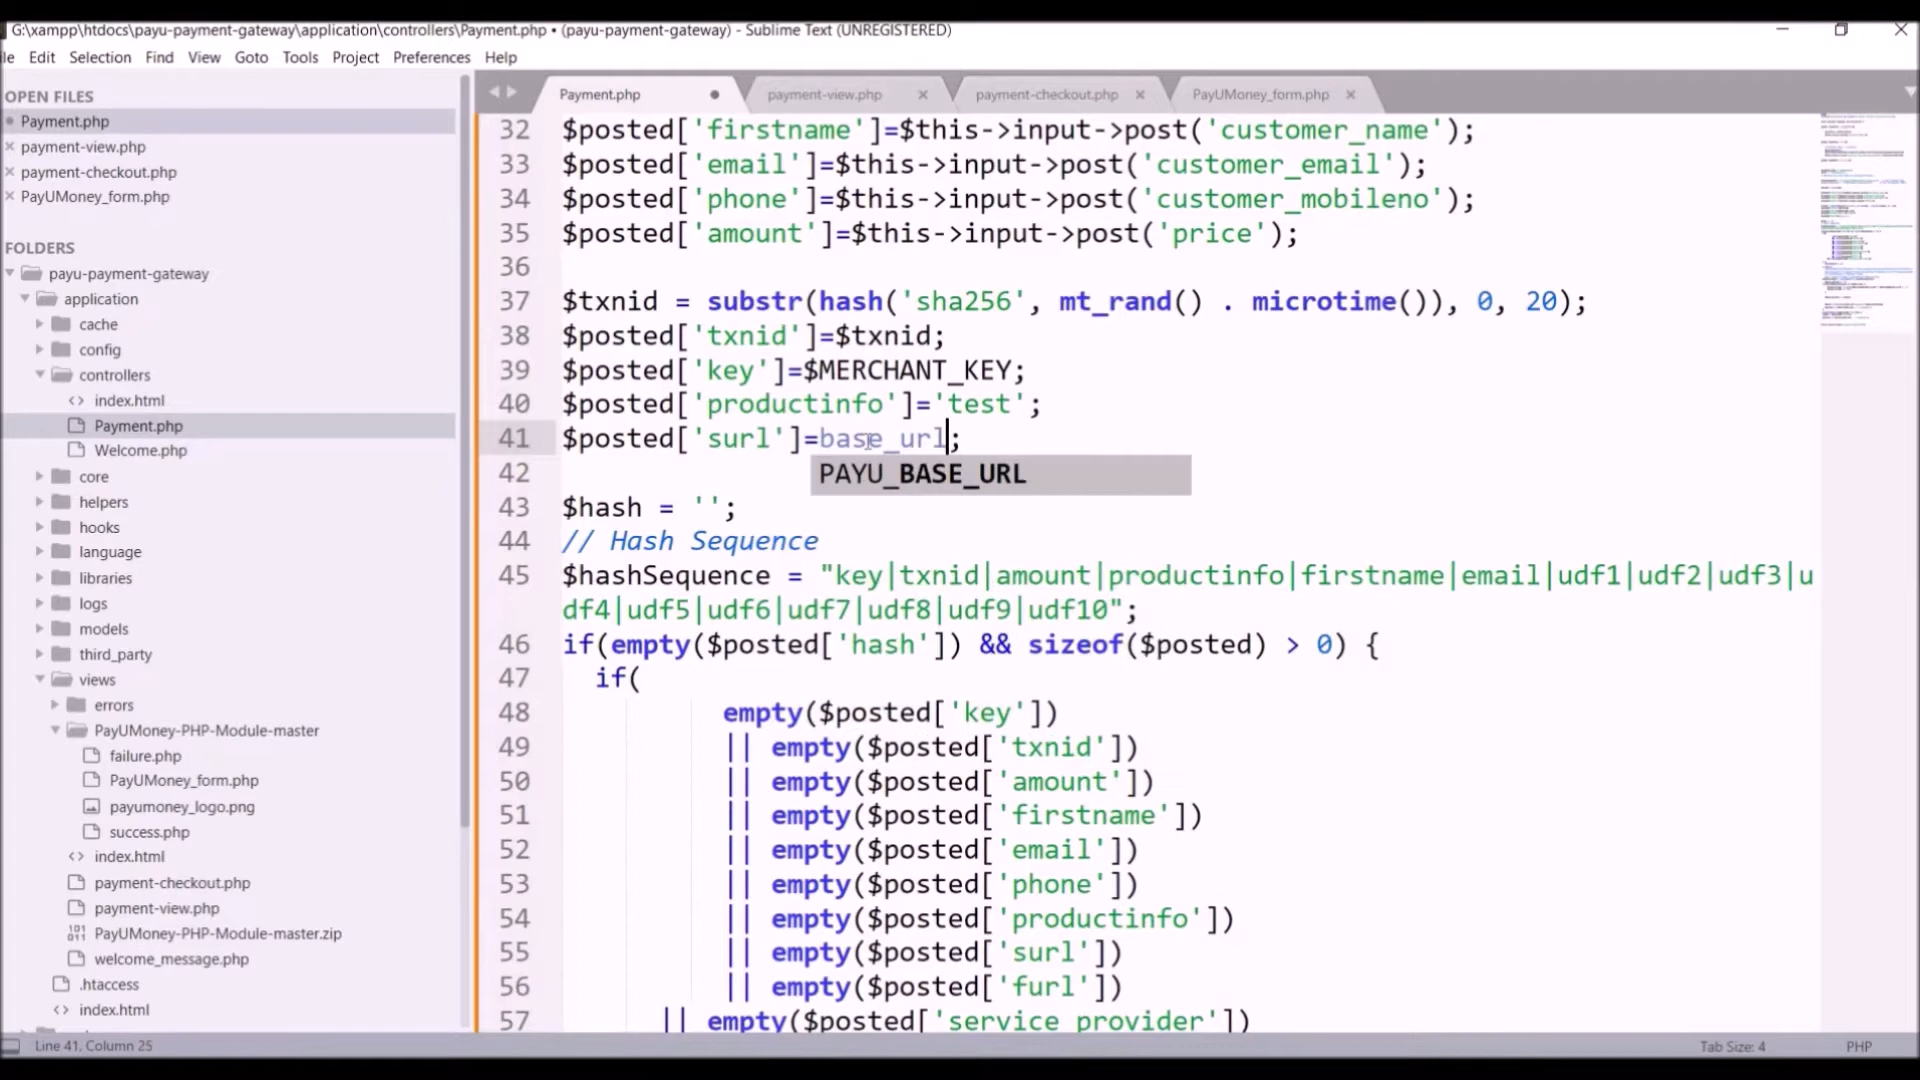 G:\xampp\htdocs\payu-payment-gateway\application\controllers\Payment.php • (payu-payment-gateway) - Sublime Text (UNREGISTERED)
le Edit Selection Find View Goto Tools Project Preferences Help
OPEN FILES
Payment.php
payment-view.php
payment-checkout.php
PayUMoney_form.php
FOLDERS
payu-payment-gateway
application
cache
config
controllers
index.html
Payment.php
Welcome.php
core
helpers
hooks
language
libraries
logs
models
third_party
views
errors
PayUMoney-PHP-Module-master
failure.php
PayUMoney_form.php
payumoney_logo.png
success.php
index.html
payment-checkout.php
payment-view.php
PayUMoney-PHP-Module-master.zip
welcome_message.php
.htaccess
index.html
Payment.php payment-view.php payment-checkout.php PayUMoney_form.php
32 $posted['firstname']=$this->input->post('customer_name');
33 $posted['email']=$this->input->post('customer_email');
34 $posted['phone']=$this->input->post('customer_mobileno');
35 $posted['amount']=$this->input->post('price');
36
37 $txnid = substr(hash('sha256', mt_rand() . microtime()), 0, 20);
38 $posted['txnid']=$txnid;
39 $posted['key']=$MERCHANT_KEY;
40 $posted['productinfo']='test';
41 $posted['surl']=base_url;
PAYU_BASE_URL
42
43 $hash = '';
44 // Hash Sequence
45 $hashSequence = "key|txnid|amount|productinfo|firstname|email|udf1|udf2|udf3|u
df4|udf5|udf6|udf7|udf8|udf9|udf10";
46 if(empty($posted['hash']) && sizeof($posted) > 0) {
47 if(
48 empty($posted['key'])
49 || empty($posted['txnid'])
50 || empty($posted['amount'])
51 || empty($posted['firstname'])
52 || empty($posted['email'])
53 || empty($posted['phone'])
54 || empty($posted['productinfo'])
55 || empty($posted['surl'])
56 || empty($posted['furl'])
57 || empty($posted['service_provider'])
Line 41, Column 25 Tab Size: 4 PHP